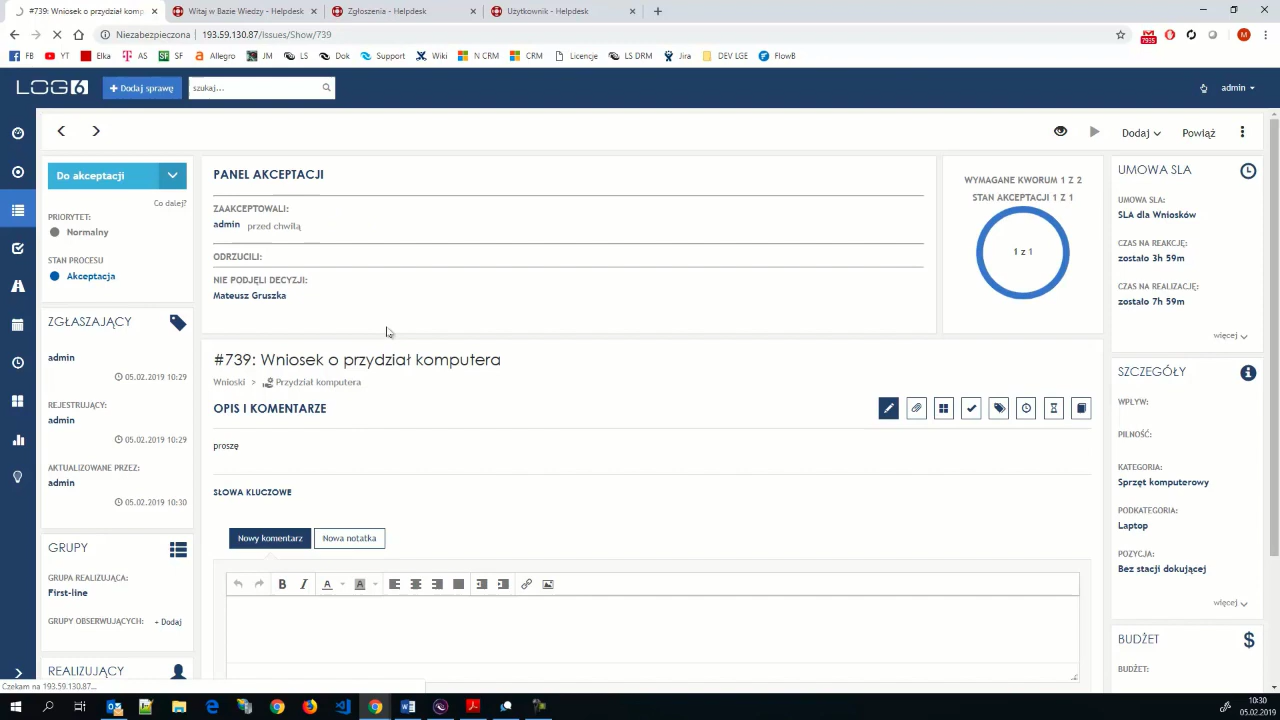 #739: Wniosek o przydział kompu
Witaj w Bazie Wiedzy - Helpdesk
Zgłoszenia - Helpdesk
Użytkownik - Helpdesk
Niezabezpieczona
193.59.130.87/Issues/Show/739
7935
M
FB
YT
Elka
AS
SF
Allegro
JM
LS
Dok
Support
Wiki
N CRM
CRM
Licencje
LS DRM
Jira
DEV LGE
FlowB
LOG6
+ Dodaj sprawę
szukaj...
admin
Dodaj
Powiąż
Do akceptacji
Co dalej?
PRIORYTET:
Normalny
STAN PROCESU
Akceptacja
ZGŁASZAJĄCY
admin
05.02.2019 10:29
REJESTRUJĄCY:
admin
05.02.2019 10:29
AKTUALIZOWANE PRZEZ:
admin
05.02.2019 10:30
GRUPY
GRUPA REALIZUJĄCA:
First-line
GRUPY OBSERWUJĄCYCH: + Dodaj
REALIZUJĄCY
PANEL AKCEPTACJI
ZAAKCEPTOWALI:
admin przed chwilą
ODRZUCILI:
NIE PODJĘLI DECYZJI:
Mateusz Gruszka
WYMAGANE KWORUM 1 Z 2
STAN AKCEPTACJI 1 Z 1
1 z 1
#739: Wniosek o przydział komputera
Wnioski > Przydział komputera
OPIS I KOMENTARZE
proszę
SŁOWA KLUCZOWE
Nowy komentarz
Nowa notatka
B I A A
UMOWA SLA
UMOWA SLA:
SLA dla Wniosków
CZAS NA REAKCJĘ:
zostało 3h 59m
CZAS NA REALIZACJĘ:
zostało 7h 59m
więcej
SZCZEGÓŁY
WPŁYW:
PILNOŚĆ:
KATEGORIA:
Sprzęt komputerowy
PODKATEGORIA:
Laptop
POZYCJA:
Bez stacji dokującej
więcej
BUDŻET
$
BUDŻET:
Czekam na 193.59.130.87...
10:30
05.02.2019